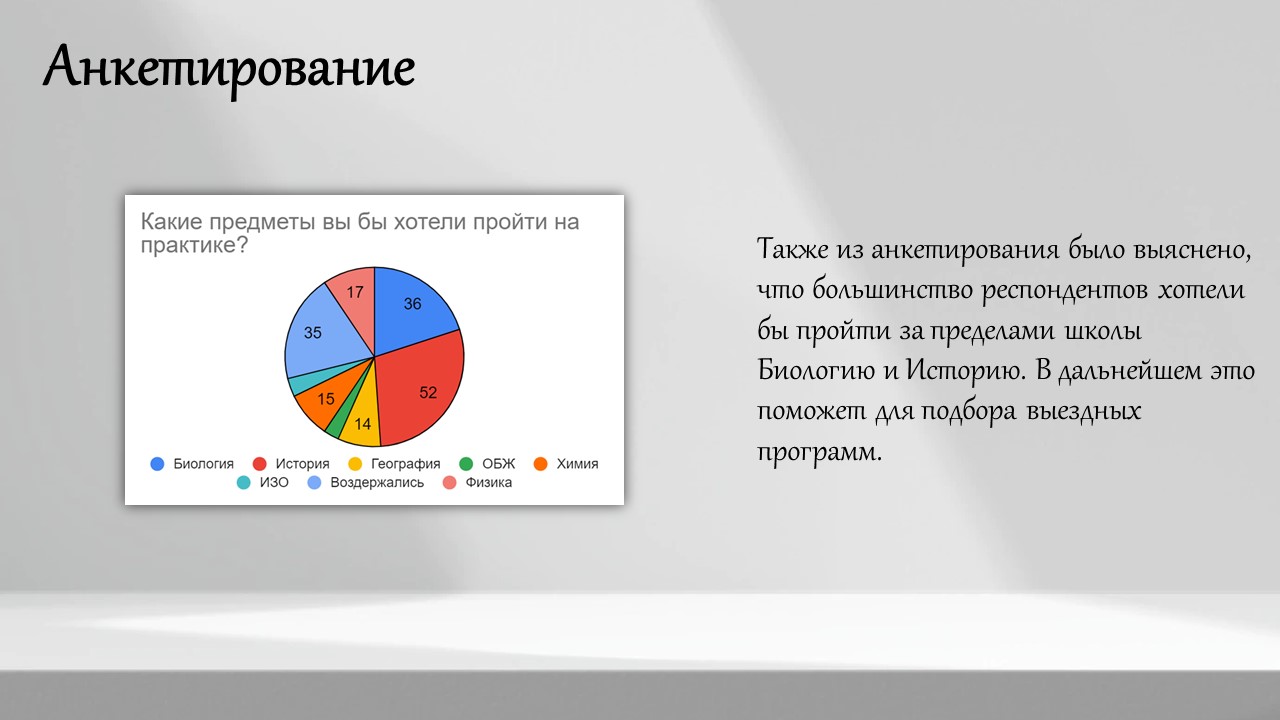 Анкетирование
Какие предметы вы бы хотели пройти на
практике?
17
36
35
52
15
14
Биология История География ОБЖ Химия
ИЗО Воздержались Физика
Также из анкетирования было выяснено,
что большинство респондентов хотели
бы пройти за пределами школы
Биологию и Историю. В дальнейшем это
поможет для подбора выездных
программ.